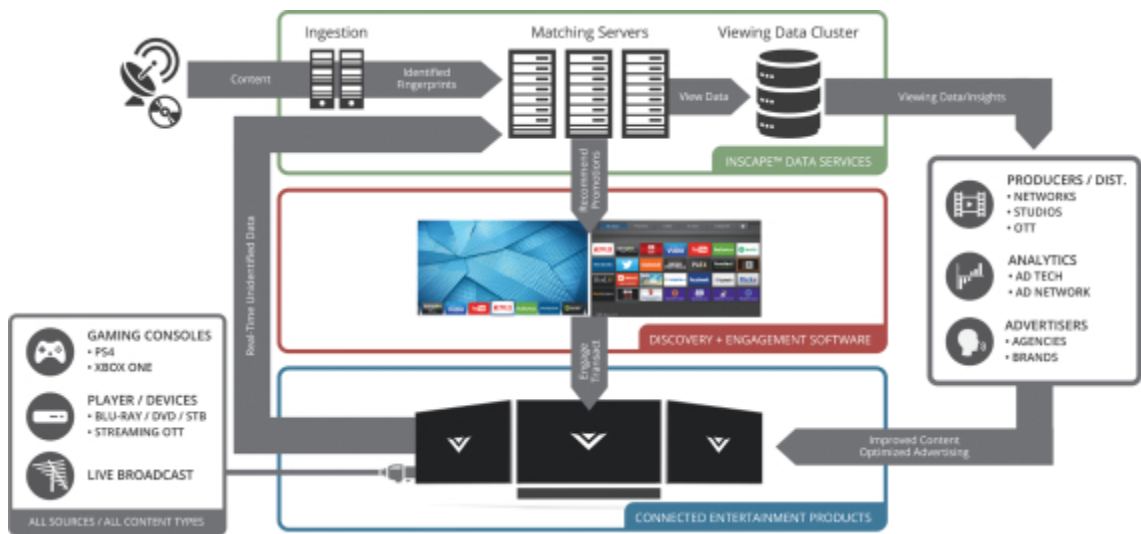 Ingestion
Matching Servers
Viewing Data Cluster
Content
Identified
Fingerprints
View Data
Viewing Data/Insights
INSCAPE™ DATA SERVICES
Recommend
Promotions
NETFLIX
DISCOVERY + ENGAGEMENT SOFTWARE
Engage
Transact
Real-Time Unidentified Data
GAMING CONSOLES
• PS4
• XBOX ONE
PLAYER / DEVICES
• BLU-RAY / DVD / STB
• STREAMING OTT
LIVE BROADCAST
ALL SOURCES / ALL CONTENT TYPES
PRODUCERS / DIST.
• NETWORKS
• STUDIOS
• OTT
ANALYTICS
• AD TECH
• AD NETWORK
ADVERTISERS
• AGENCIES
• BRANDS
Improved Content
Optimized Advertising
CONNECTED ENTERTAINMENT PRODUCTS